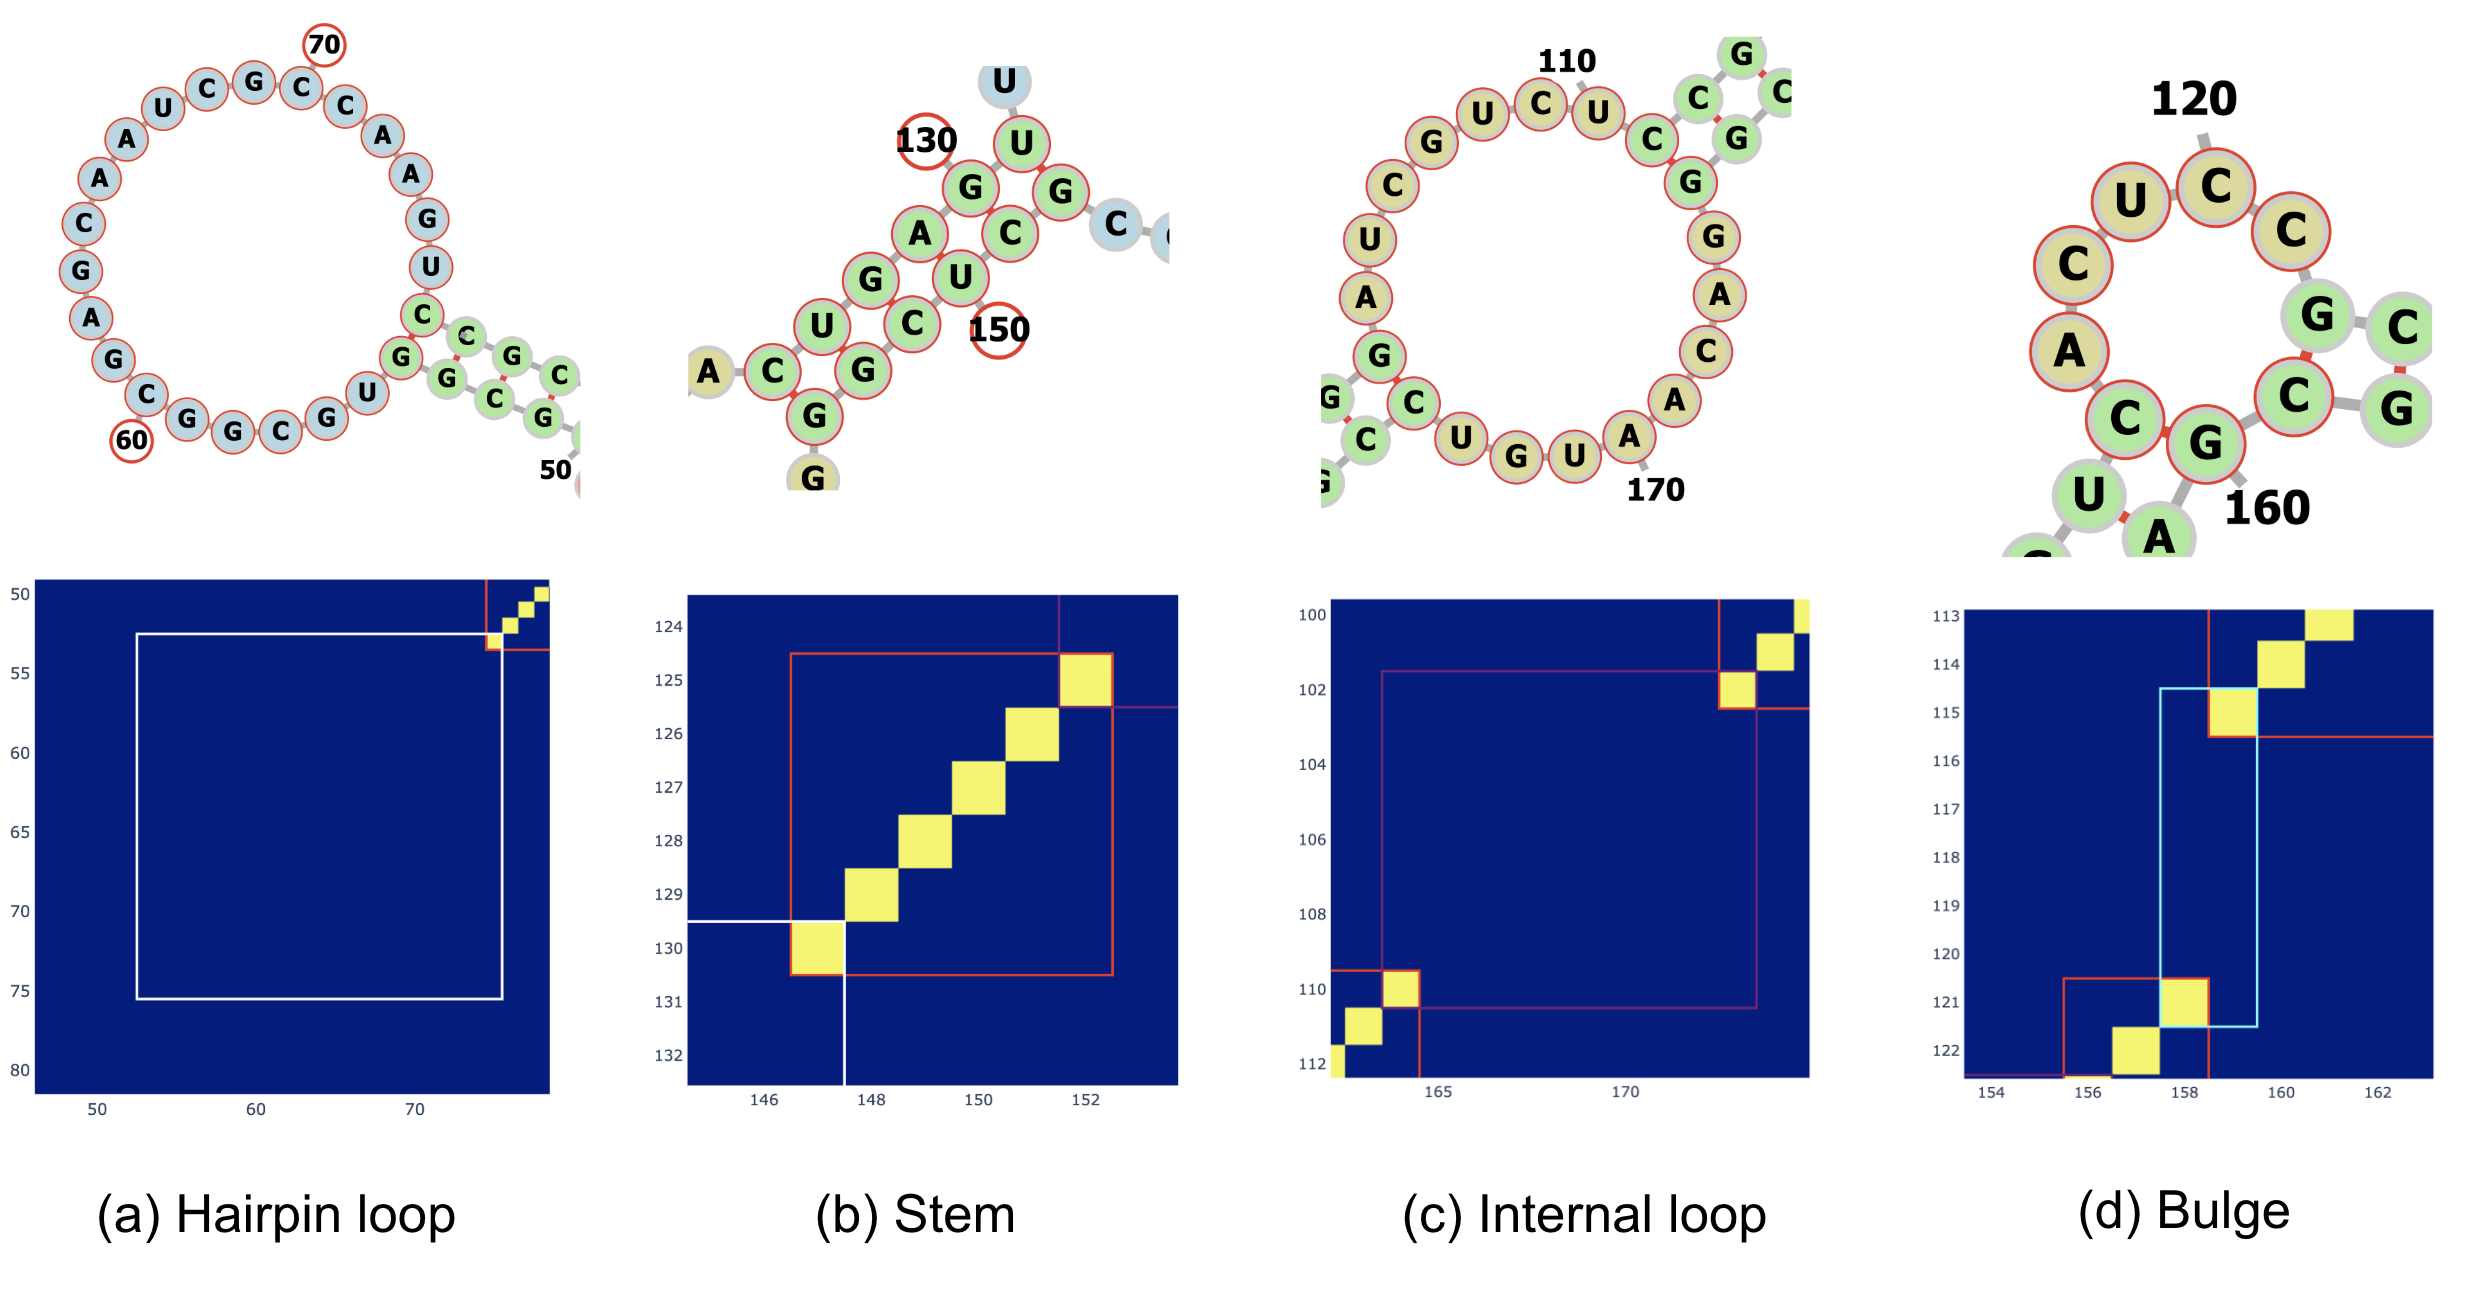 70
U C G C C
A A
A A
C G
G U
A C C G C
G G G C G
C U
G G C G
60
50
U
130 U
G G
A C C
G U
U C 150
A C G
G
G
110
G
C C
U C U C G
G G
C G
U A
A C
G A
G C A
C U G U
G 170
120
U C C
C G C
A C G
C G
U 160
A
50
55
60
65
70
75
80
50 60 70
124
125
126
127
128
129
130
131
132
146 148 150 152
100
102
104
106
108
110
112
165 170
113
114
115
116
117
118
119
120
121
122
154 156 158 160 162
(a) Hairpin loop
(b) Stem
(c) Internal loop
(d) Bulge